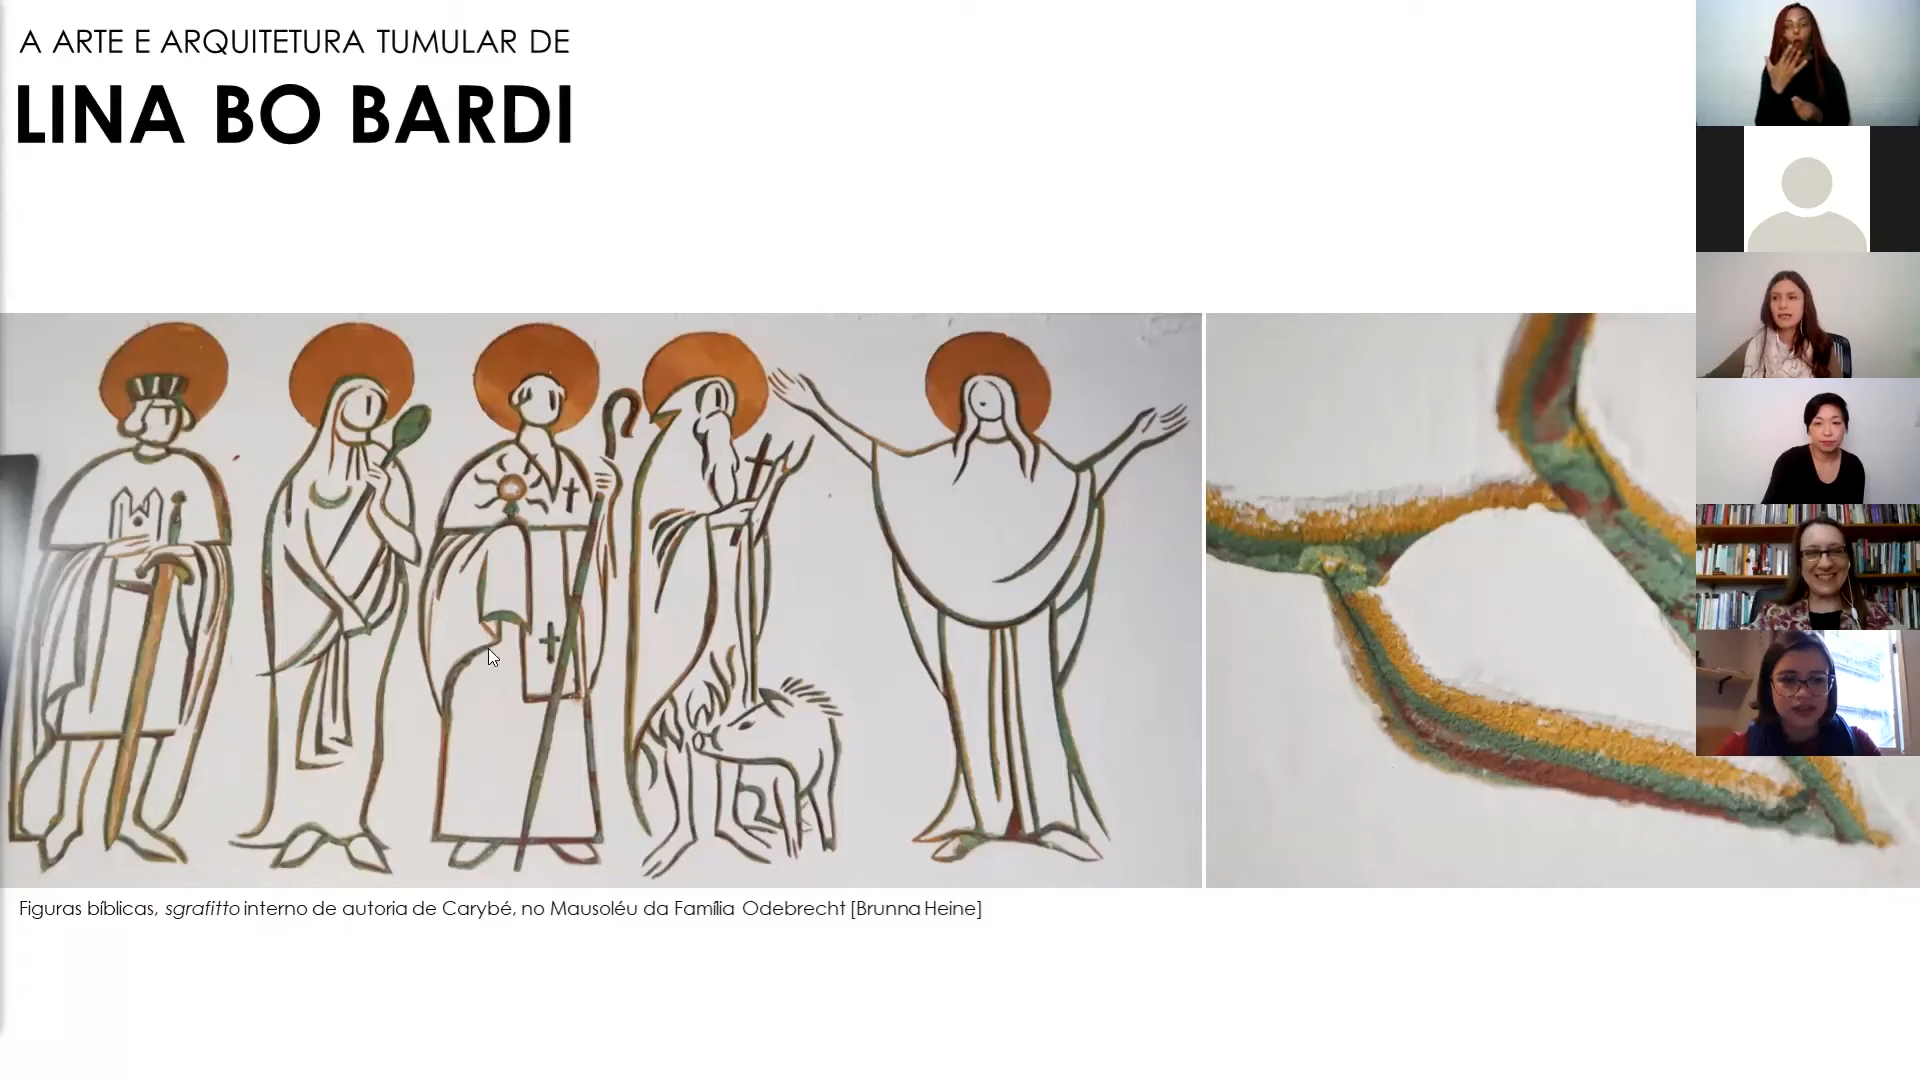 A ARTE E ARQUITETURA TUMULAR DE
LINA BO BARDI
Figuras bíblicas, sgrafitto interno de autoria de Carybé, no Mausoléu da Família Odebrecht [Brunna Heine]